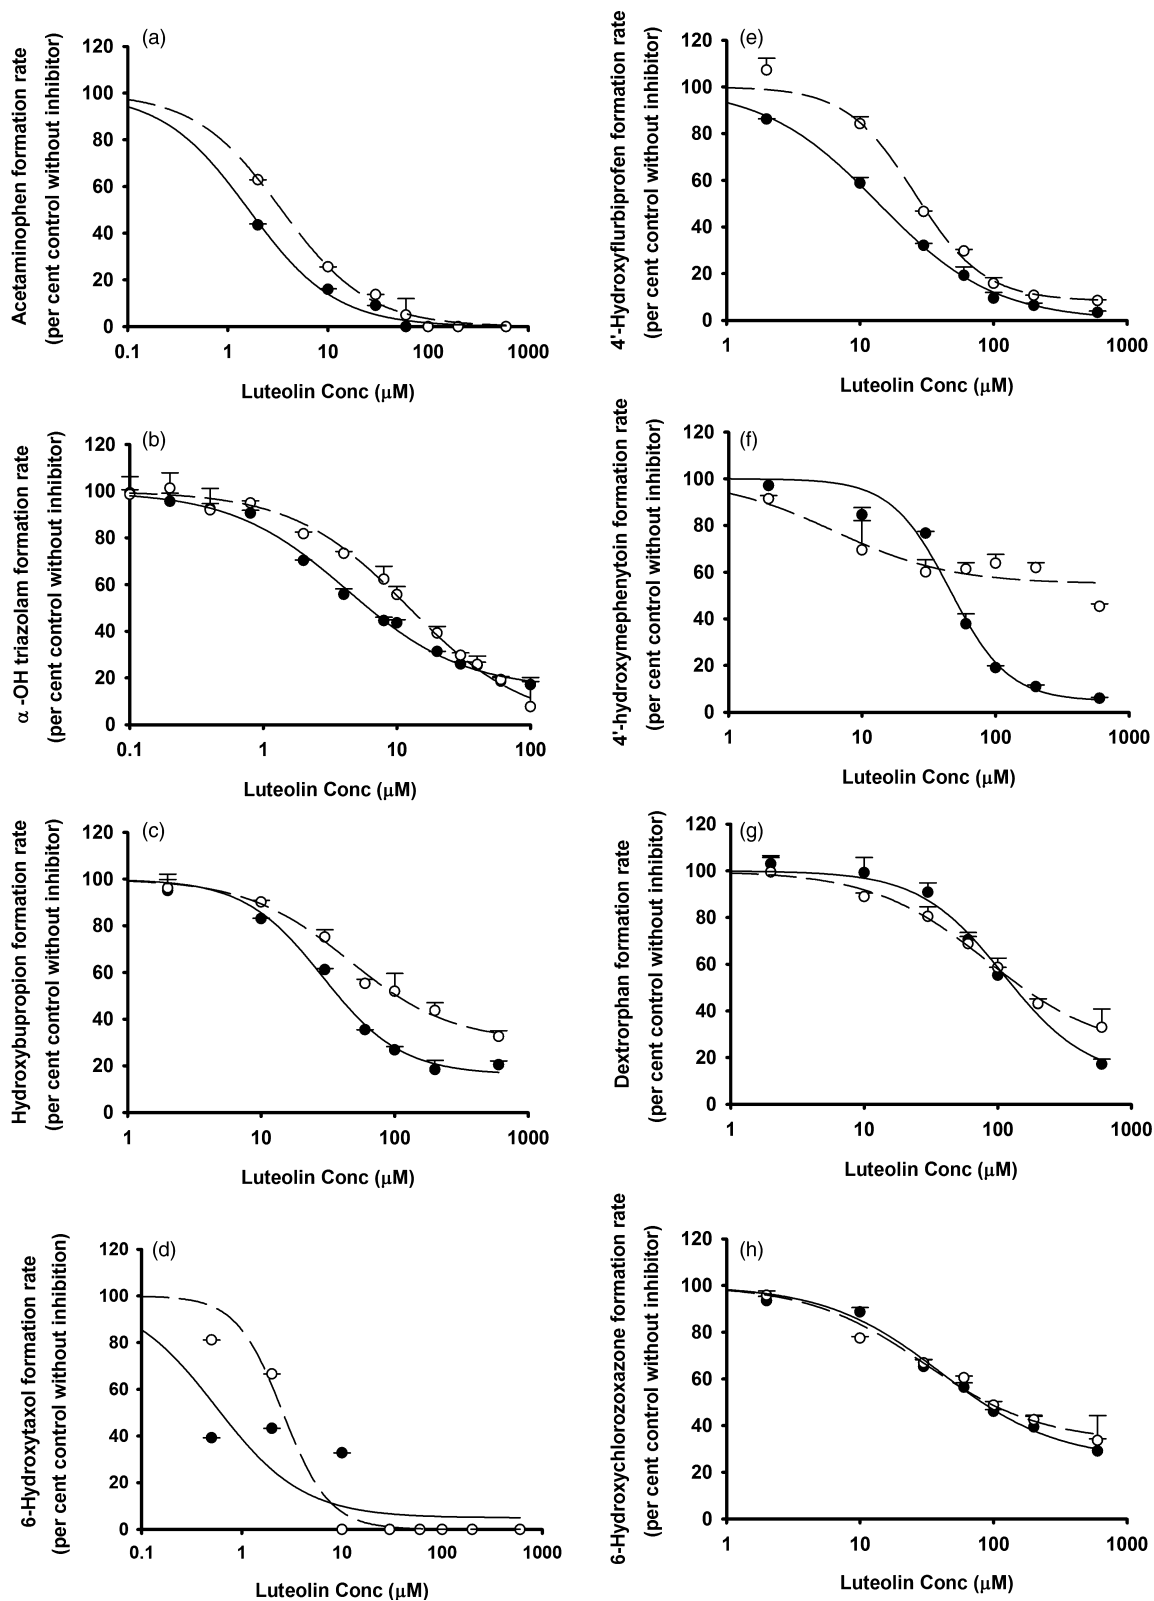 (a)
Acetaminophen formation rate
(per cent control without inhibitor)
120
100
80
60
40
20
0
0.1 1 10 100 1000
Luteolin Conc (μM)
(b)
α -OH triazolam formation rate
(per cent control without inhibitor)
120
100
80
60
40
20
0
0.1 1 10 100
Luteolin Conc (μM)
(c)
Hydroxybupropion formation rate
(per cent control without inhibitor)
120
100
80
60
40
20
0
1 10 100 1000
Luteolin Conc (μM)
(d)
6-Hydroxytaxol formation rate
(per cent control without inhibition)
120
100
80
60
40
20
0
0.1 1 10 100 1000
Luteolin Conc (μM)
(e)
4'-Hydroxyflurbiprofen formation rate
(per cent control without inhibitor)
120
100
80
60
40
20
0
1 10 100 1000
Luteolin Conc (μM)
(f)
4'-hydroxymephenytoin formation rate
(per cent control without inhibitor)
120
100
80
60
40
20
0
1 10 100 1000
Luteolin Conc (μM)
(g)
Dextrorphan formation rate
(per cent control without inhibitor)
120
100
80
60
40
20
0
1 10 100 1000
Luteolin Conc (μM)
(h)
6-Hydroxychlorozoxazone formation rate
(per cent control without inhibitor)
120
100
80
60
40
20
0
1 10 100 1000
Luteolin Conc (μM)